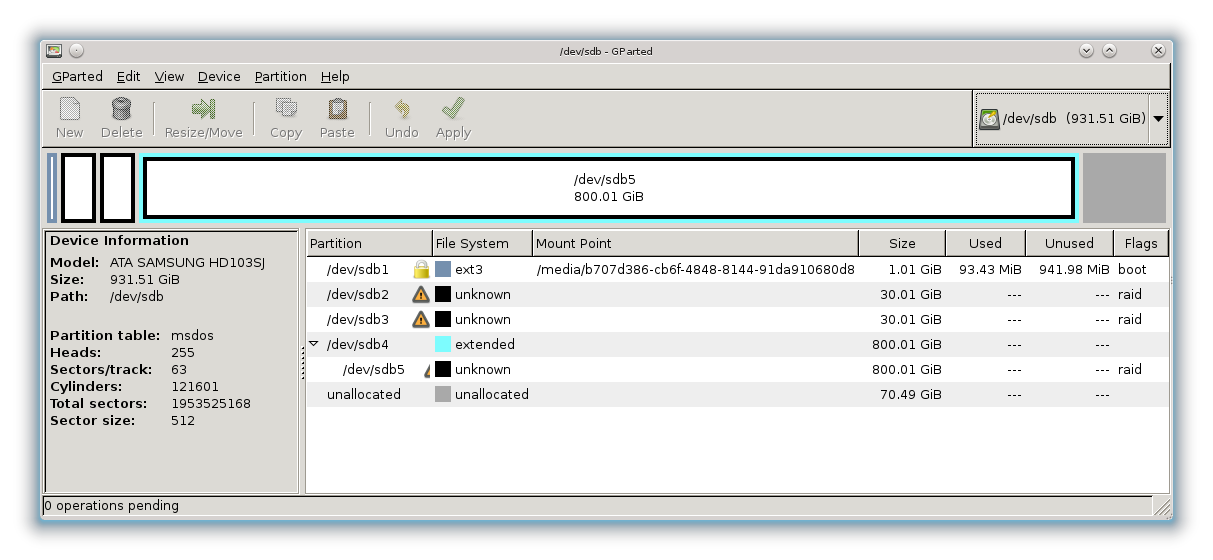 /dev/sdb - GParted
GParted Edit View Device Partition Help
New Delete Resize/Move Copy Paste Undo Apply /dev/sdb (931.51 GiB)
/dev/sdb5
800.01 GiB
Device Information
Model: ATA SAMSUNG HD103SJ
Size: 931.51 GiB
Path: /dev/sdb
Partition table: msdos
Heads: 255
Sectors/track: 63
Cylinders: 121601
Total sectors: 1953525168
Sector size: 512
Partition File System Mount Point Size Used Unused Flags
/dev/sdb1 ext3 /media/b707d386-cb6f-4848-8144-91da910680d8 1.01 GiB 93.43 MiB 941.98 MiB boot
/dev/sdb2 unknown 30.01 GiB --- --- raid
/dev/sdb3 unknown 30.01 GiB --- --- raid
/dev/sdb4 extended 800.01 GiB --- ---
/dev/sdb5 unknown 800.01 GiB --- --- raid
unallocated unallocated 70.49 GiB --- ---
0 operations pending